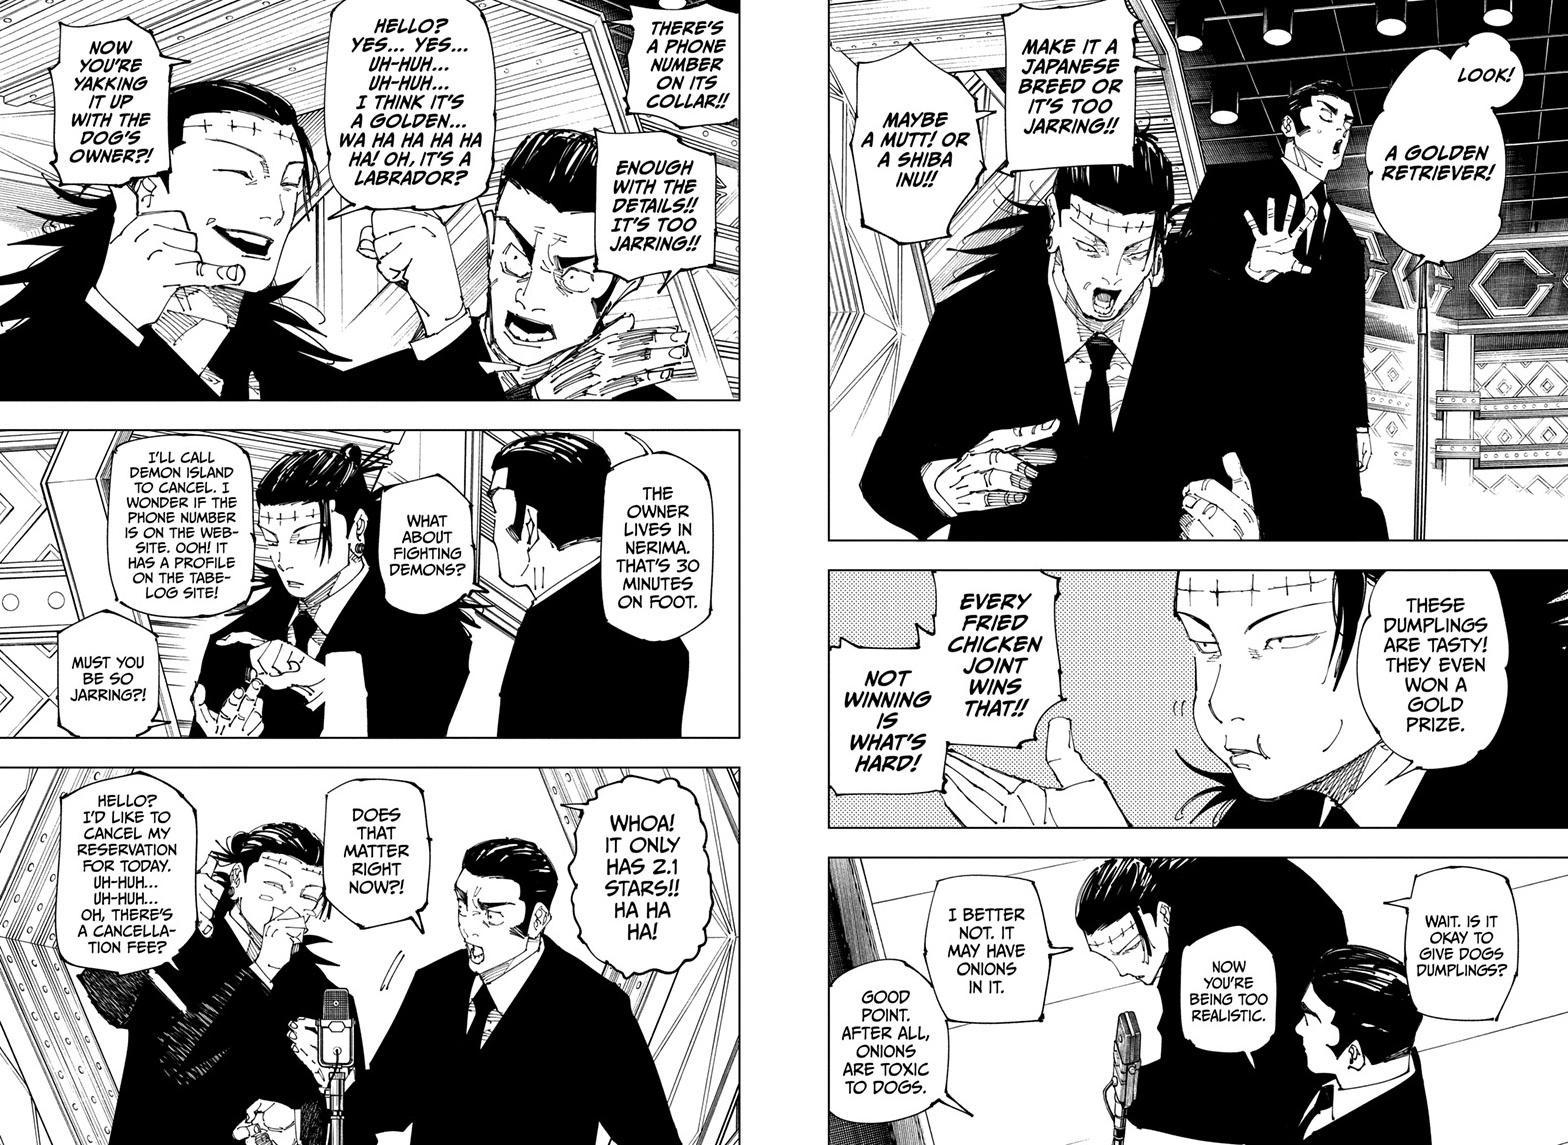 LOOK!
A GOLDEN
RETRIEVER!
MAKE IT A
JAPANESE
BREED OR
IT'S TOO
JARRING!!
MAYBE
A MUTT! OR
A SHIBA
INU!!
THESE
DUMPLINGS
ARE TASTY!
THEY EVEN
WON A
GOLD
PRIZE.
EVERY
FRIED
CHICKEN
JOINT
WINS
THAT!!
NOT
WINNING
IS
WHAT'S
HARD!
WAIT. IS IT
OKAY TO
GIVE DOGS
DUMPLINGS?
NOW
YOU'RE
BEING TOO
REALISTIC.
I BETTER
NOT. IT
MAY HAVE
ONIONS
IN IT.
GOOD
POINT.
AFTER ALL,
ONIONS
ARE TOXIC
TO DOGS.
THERE'S
A PHONE
NUMBER
ON ITS
COLLAR!!
ENOUGH
WITH THE
DETAILS!!
IT'S TOO
JARRING!!
HELLO?
YES... YES...
UH-HUH...
UH-HUH...
I THINK IT'S
A GOLDEN...
WA HA HA HA HA
HA! OH, IT'S A
LABRADOR?
NOW
YOU'RE
YAKKING
IT UP
WITH THE
DOG'S
OWNER?!
THE
OWNER
LIVES IN
NERIMA.
THAT'S 30
MINUTES
ON FOOT.
WHAT
ABOUT
FIGHTING
DEMONS?
I'LL CALL
DEMON ISLAND
TO CANCEL. I
WONDER IF THE
PHONE NUMBER
IS ON THE WEB-
SITE. OOH! IT
HAS A PROFILE
ON THE TABE-
LOG SITE!
MUST YOU
BE SO
JARRING?!
WHOA!
IT ONLY
HAS 2.1
STARS!!
HA HA
HA!
DOES
THAT
MATTER
RIGHT
NOW?!
HELLO?
I'D LIKE TO
CANCEL MY
RESERVATION
FOR TODAY.
UH-HUH...
UH-HUH...
OH, THERE'S
A CANCELLA-
TION FEE?